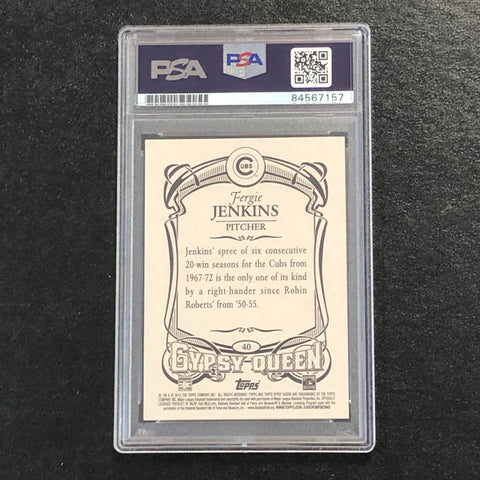 PSA
PSA
84567157
CUBS
Fergie
JENKINS
PITCHER
Jenkins' spree of six consecutive
20-win seasons for the Cubs from
1967-72 is the only one of its kind
by a right-hander since Robin
Roberts' from '50-55.
40
GYPSY QUEEN
Topps